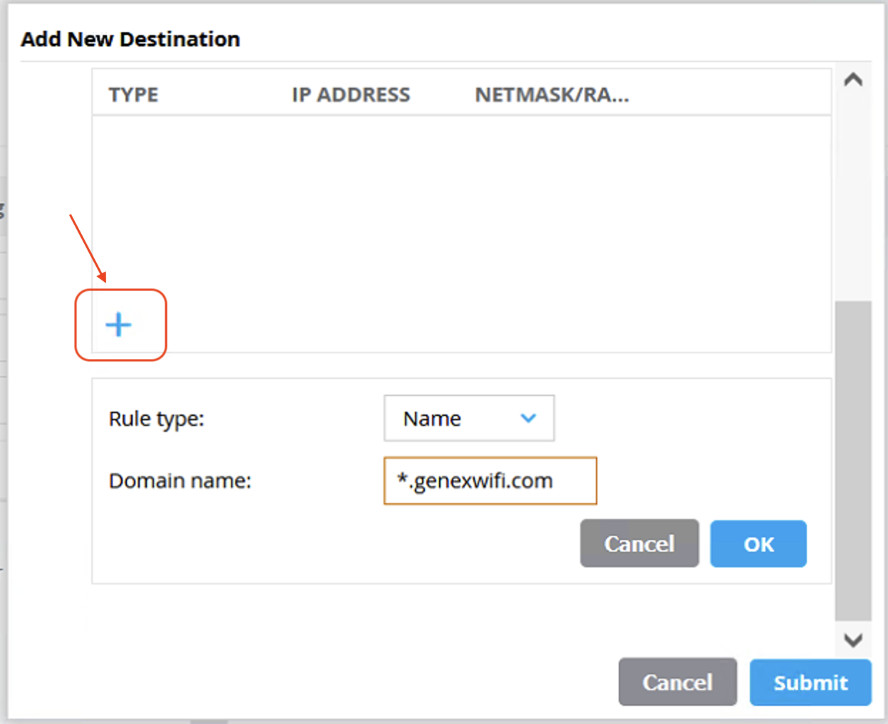 Add New Destination
TYPE IP ADDRESS NETMASK/RA...
Rule type: Name
Domain name: *.genexwifi.com
Cancel OK
Cancel Submit